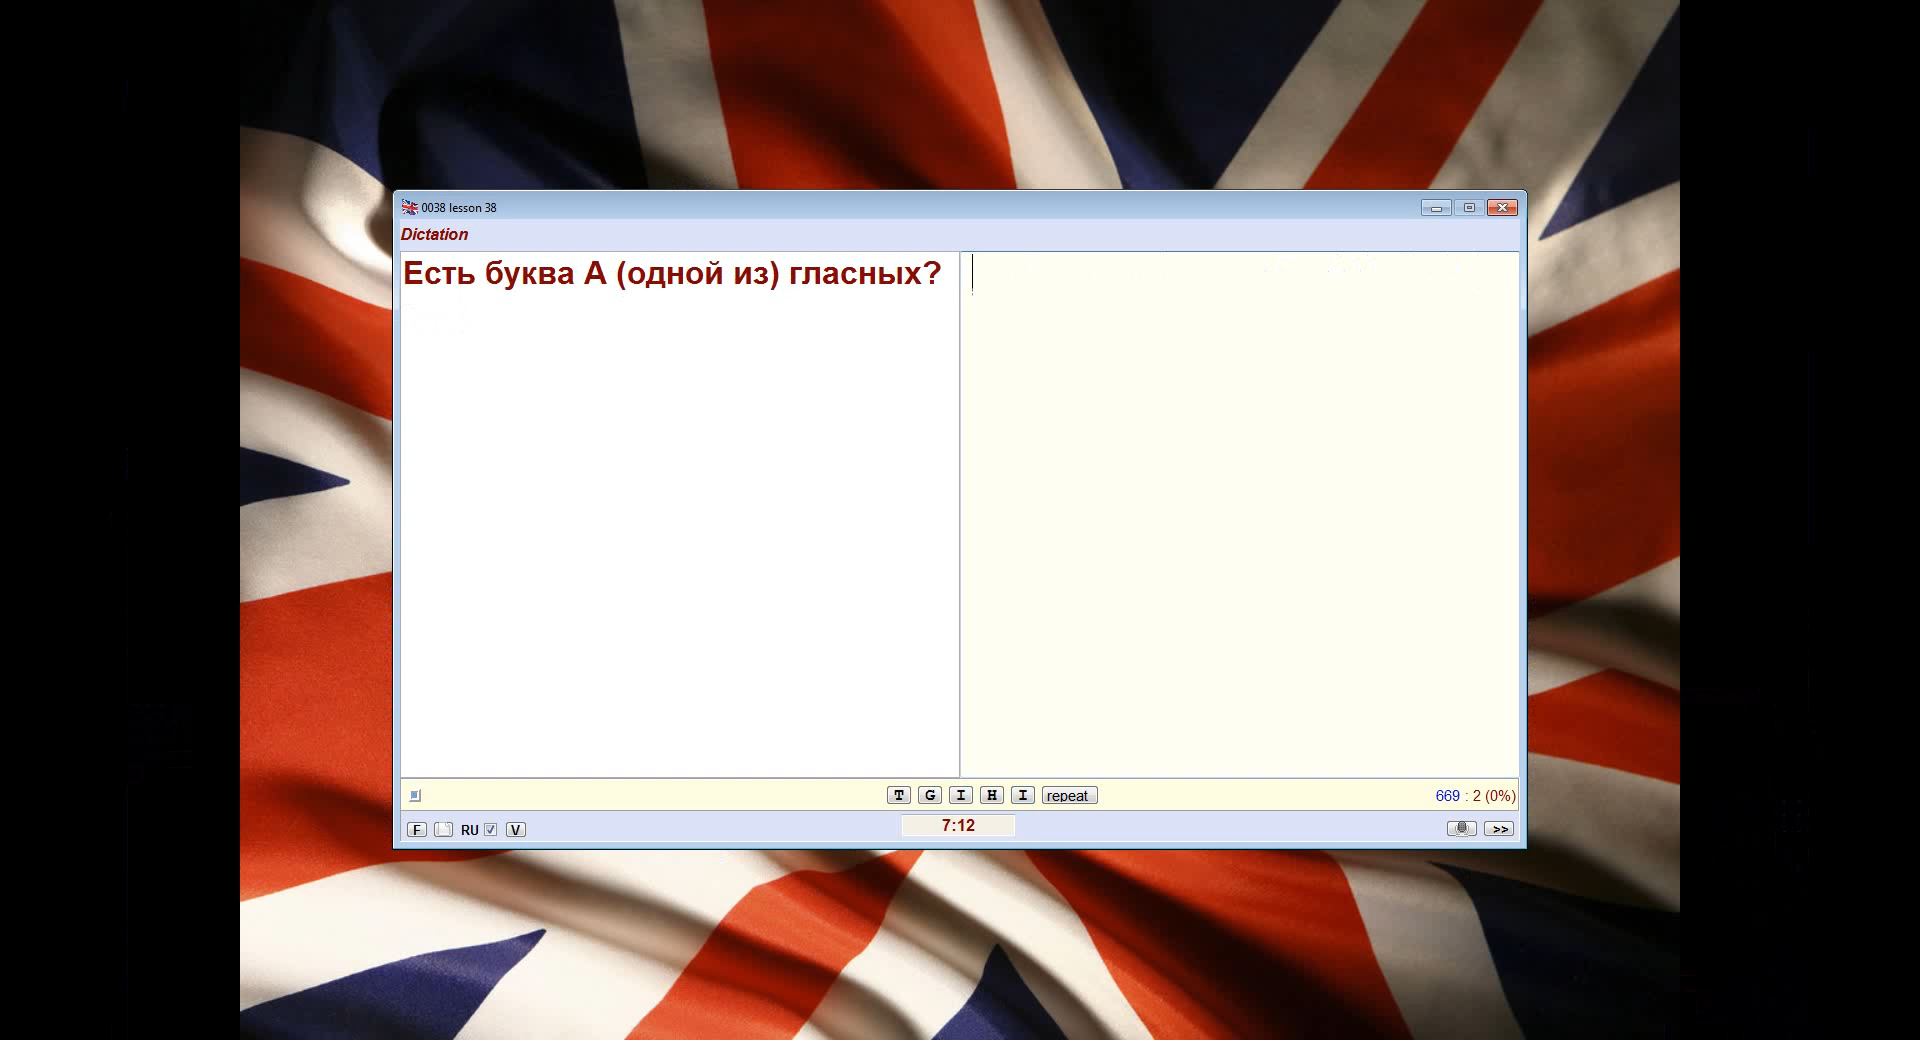 0038 lesson 38
Dictation
Есть буква А (одной из) гласных?
T G I H I repeat
669 : 2 (0%)
F RU V
7:12
>>